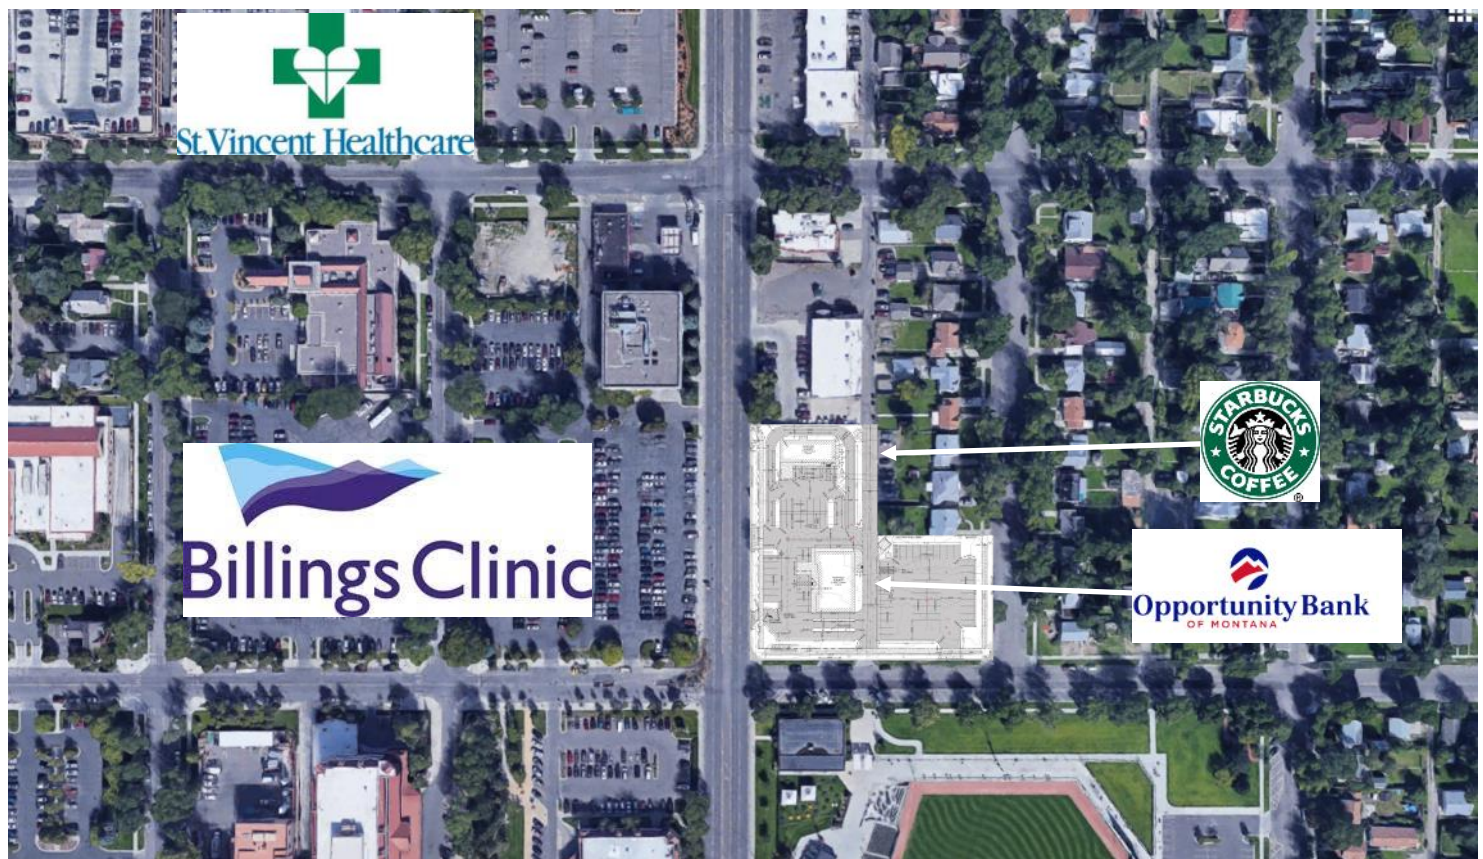 St.Vincent Healthcare
STARBUCKS
COFFEE
®
Billings Clinic
Opportunity Bank
OF MONTANA